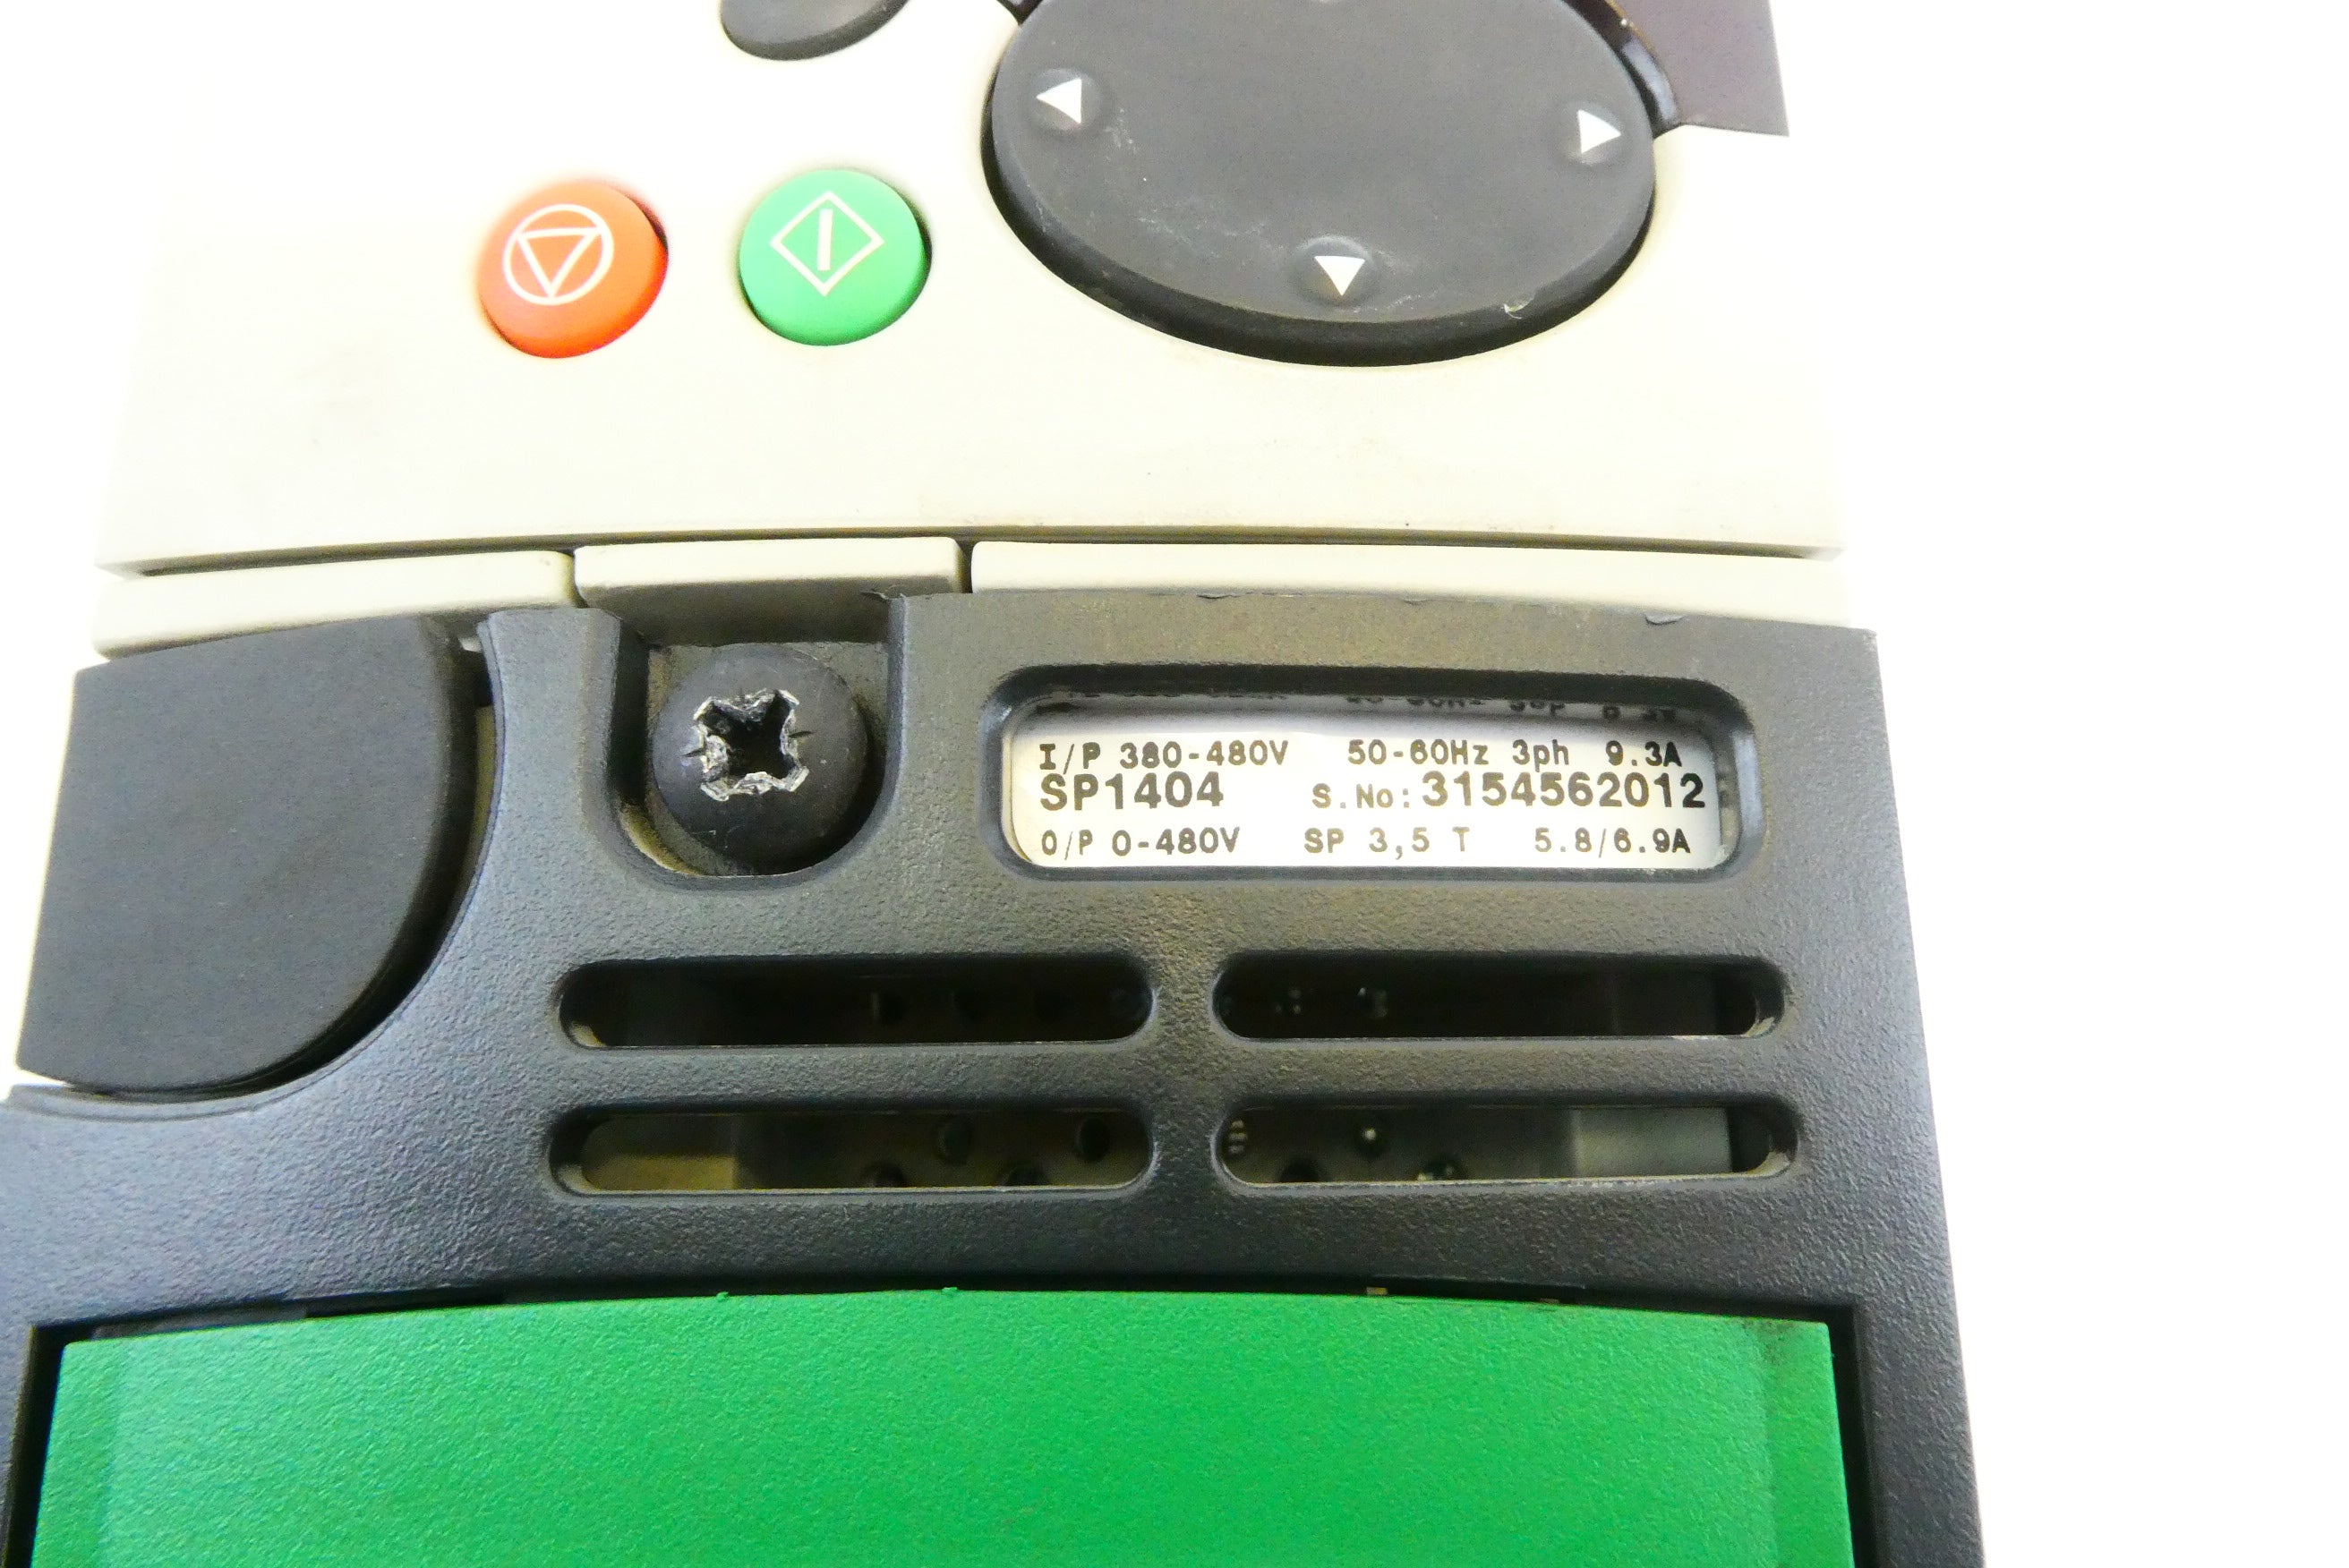 I/P 380-480V 50-60Hz 3ph 9.3A
SP1404 S.No:3154562012
O/P 0-480V SP 3,5 T 5.8/6.9A